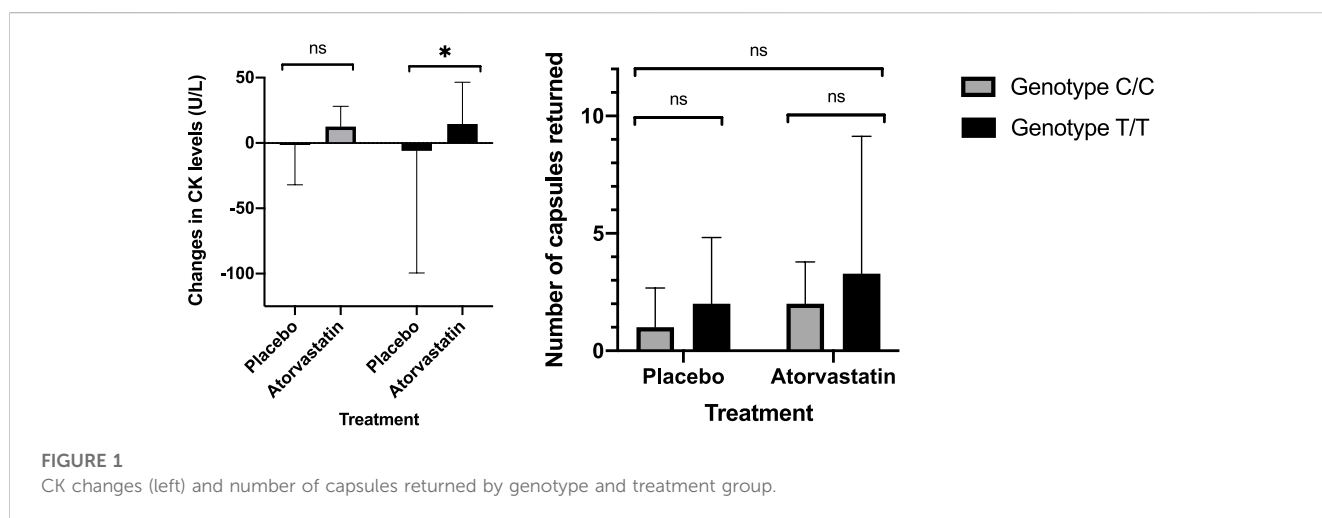 ns
*
50
0
-50
-100
Changes in CK levels (U/L)
Placebo
Atorvastatin
Placebo
Atorvastatin
Treatment
ns
ns
ns
10
5
0
Number of capsules returned
Placebo
Atorvastatin
Treatment
Genotype C/C
Genotype T/T
FIGURE 1
CK changes (left) and number of capsules returned by genotype and treatment group.